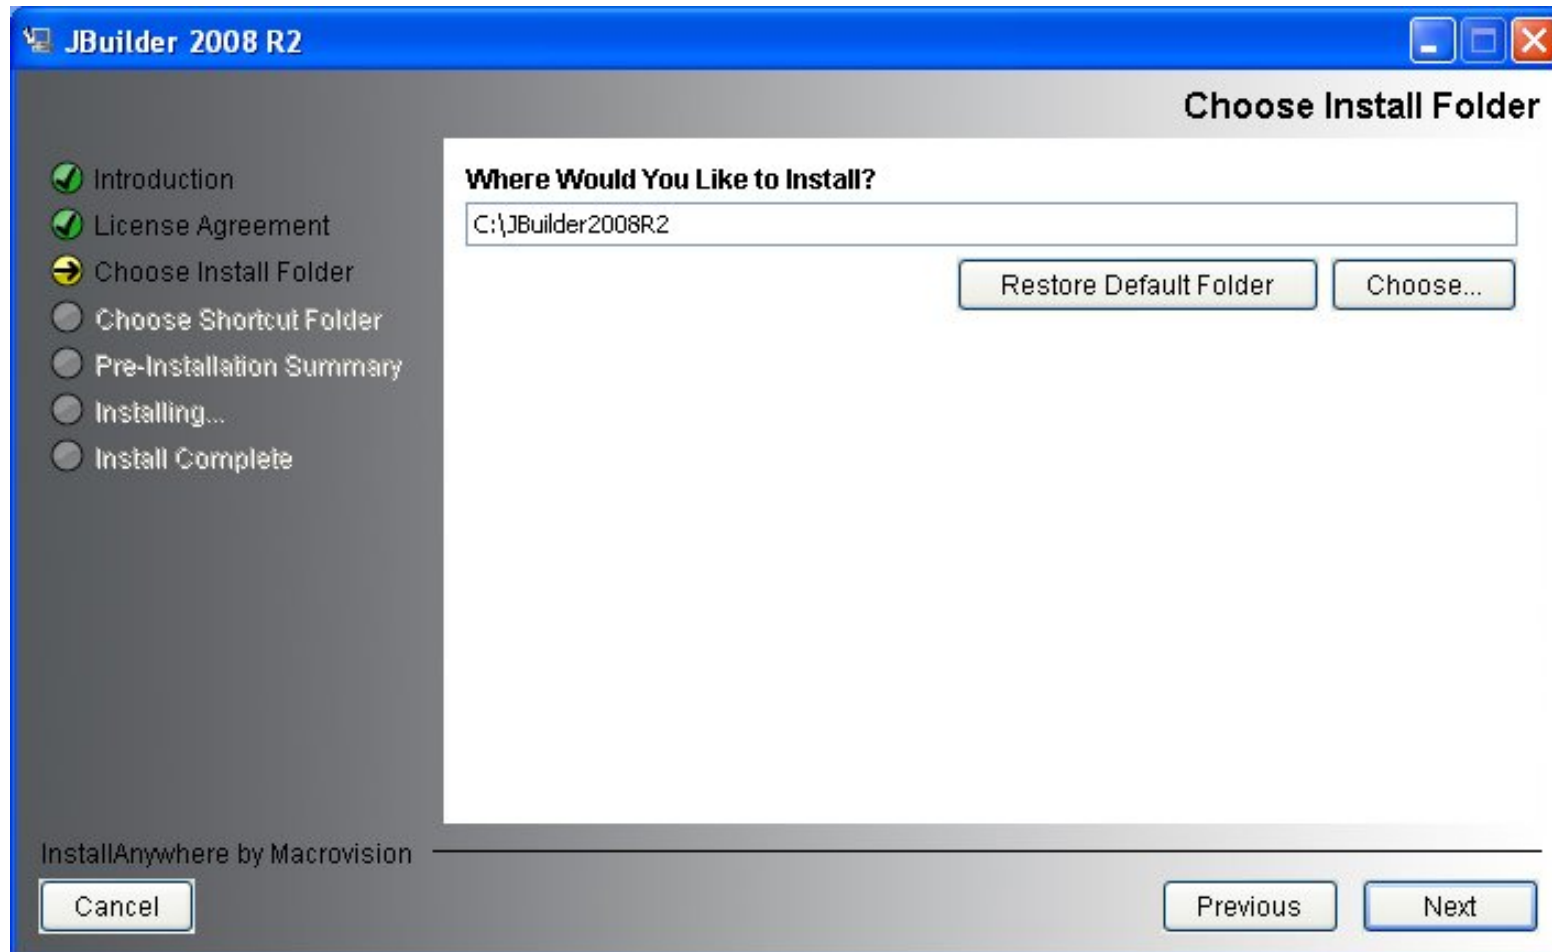 JBuilder 2008 R2
Choose Install Folder
Introduction
License Agreement
Choose Install Folder
Choose Shortcut Folder
Pre-Installation Summary
Installing...
Install Complete
Where Would You Like to Install?
C:\JBuilder2008R2
Restore Default Folder
Choose...
InstallAnywhere by Macrovision
Cancel
Previous
Next